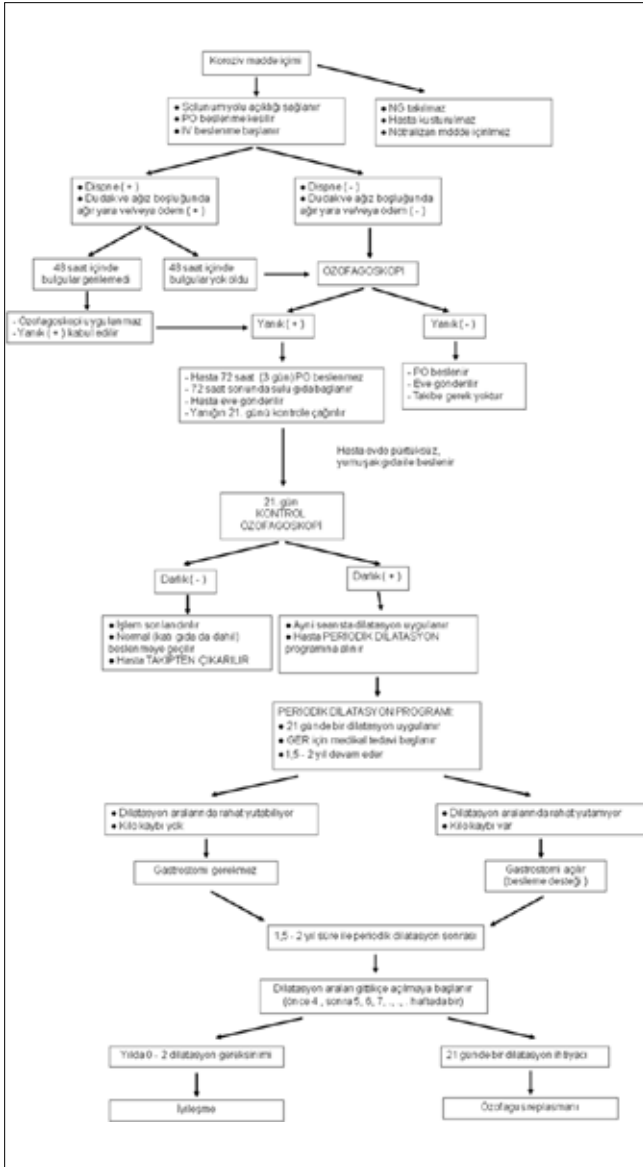 Koroziv madde içimi
● Solunum yolu açıklığı sağlanır
● PO beslenme kesilir
● IV beslenme başlanır
● NG takılmaz
● Hasta kusturulmaz
● Nötralizan madde içirilmez
● Dispne ( + )
● Dudak ve ağız boşluğunda
ağır yara ve/veya ödem ( + )
● Dispne ( - )
● Dudak ve ağız boşluğunda
ağır yara ve/veya ödem ( - )
48 saat içinde
bulgular gerilemedi
48 saat içinde
bulgular yok oldu
ÖZOFAGOSKOPİ
- Özofagoskopi uygulanmaz
- Yanık ( + ) kabul edilir
Yanık ( + )
Yanık ( - )
- Hasta 72 saat (3 gün) PO beslenmez
- 72 saat sonunda sulu gıda başlanır
- Hasta eve gönderilir
- Yanığın 21. günü kontrole çağırılır
- PO beslenir
- Eve gönderilir
- Takibe gerek yoktur
Hasta evde pürtüksüz,
yumuşak gıda ile beslenir
21. gün
KONTROL
ÖZOFAGOSKOPİ
Darlık ( - )
Darlık ( + )
● İşlem sonlandırılır
● Normal (katı gıda da dahil)
beslenmeye geçilir
● Hasta TAKİPTEN ÇIKARILIR
● Ayni seansta dilatasyon uygulanır
● Hasta PERİODİK DİLATASYON
programına alınır
PERİODİK DİLATASYON PROGRAMI:
● 21 günde bir dilatasyon uygulanır
● GER için medikal tedavi başlanır
● 1,5 - 2 yıl devam eder
● Dilatasyon aralarında rahat yutabiliyor
● Kilo kaybı yok
● Dilatasyon aralarında rahat yutamıyor
● Kilo kaybı var
Gastrostomi gerekmez
Gastrostomi açılır
(besleme desteği )
1,5 - 2 yıl süre ile periodik dilatasyon sonrası
Dilatasyon araları gittikçe açılmaya başlanır
(önce 4 , sonra 5, 6, 7, ., ., . haftada bir)
Yılda 0 - 2 dilatasyon gereksinimi
21 günde bir dilatasyon ihtiyacı
İyileşme
Özofagus replasmanı